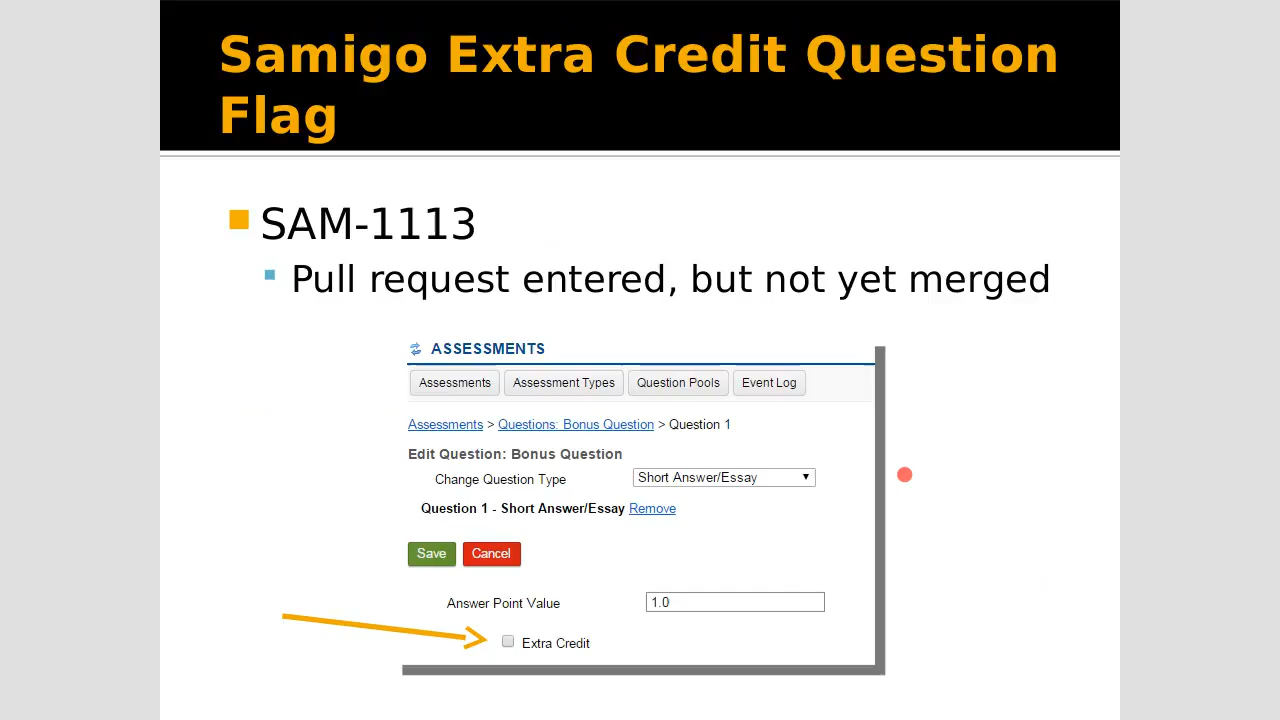 Samigo Extra Credit Question
Flag
SAM-1113
Pull request entered, but not yet merged
ASSESSMENTS
Assessments Assessment Types Question Pools Event Log
Assessments > Questions: Bonus Question > Question 1
Edit Question: Bonus Question
Change Question Type Short Answer/Essay
Question 1 - Short Answer/Essay Remove
Save Cancel
Answer Point Value 1.0
Extra Credit